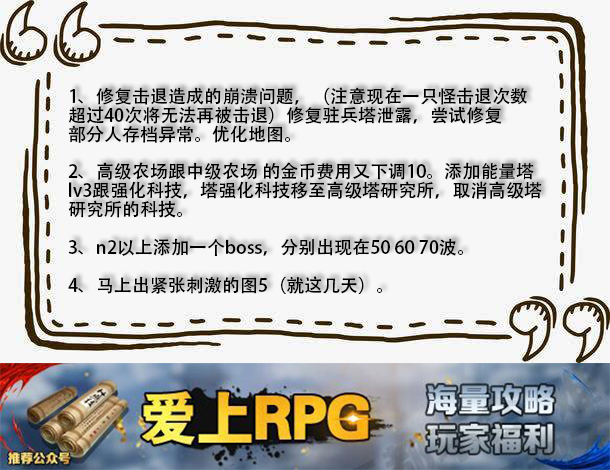 1、修复击退造成的崩溃问题，（注意现在一只怪击退次数
超过40次将无法再被击退）修复驻兵塔泄露，尝试修复
部分人存档异常。优化地图。
2、高级农场跟中级农场 的金币费用又下调10。添加能量塔
lv3跟强化科技，塔强化科技移至高级塔研究所，取消高级塔
研究所的科技。
3、n2以上添加一个boss，分别出现在50 60 70波。
4、马上出紧张刺激的图5（就这几天）。
爱上RPG
海量攻略
玩家福利
推荐公众号